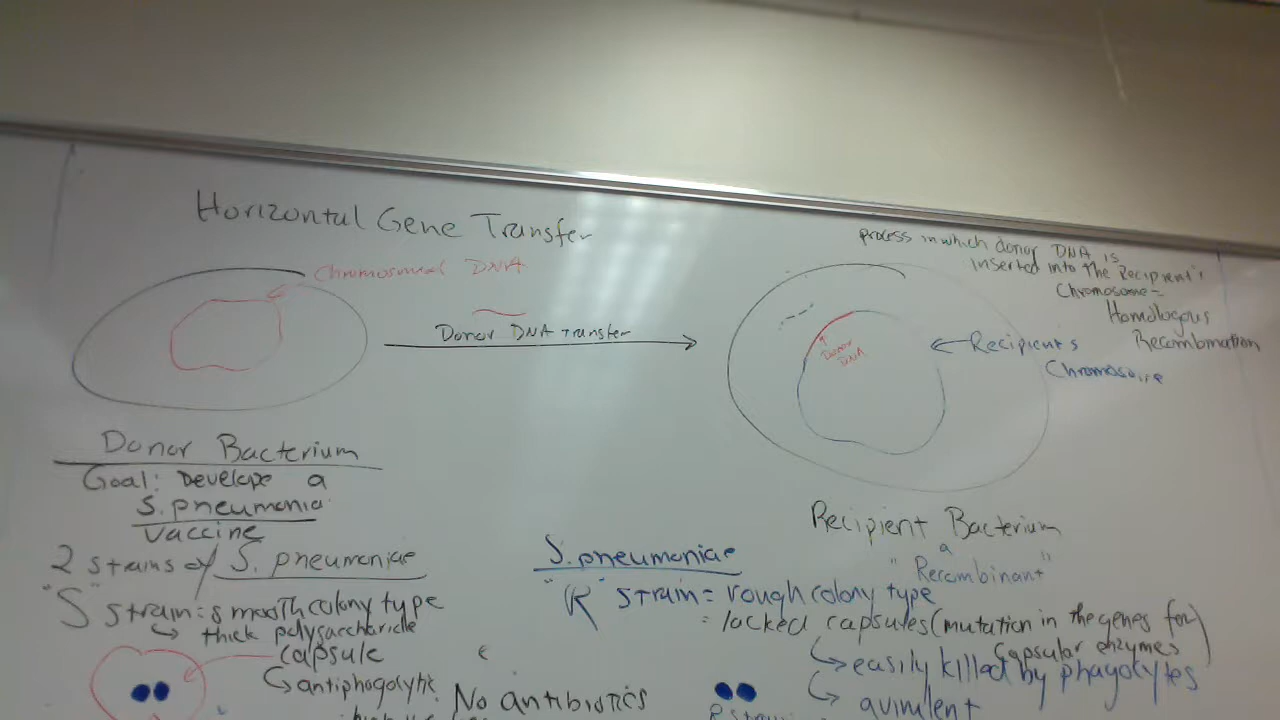 Horizontal Gene Transfer
Chromosomal DNA
Donor DNA Transfer
process in which donor DNA is
inserted into the Recipient's
Chromosome =
Homologous
Recombination
Donor
DNA
Recipient's
Chromosome
Donor Bacterium
Goal: Develope a
S. pneumonia
vaccine
Recipient Bacterium
a
"Recombinant"
2 strains of S. pneumoniae
"S" strain = smooth colony type
thick polysaccharide
capsule
antiphagolytic
No antibiotics
S. pneumoniae
"R" strain = rough colony type
= lacked capsules (mutation in the genes for
capsular enzymes)
easily killed by phagolytes
avirulent